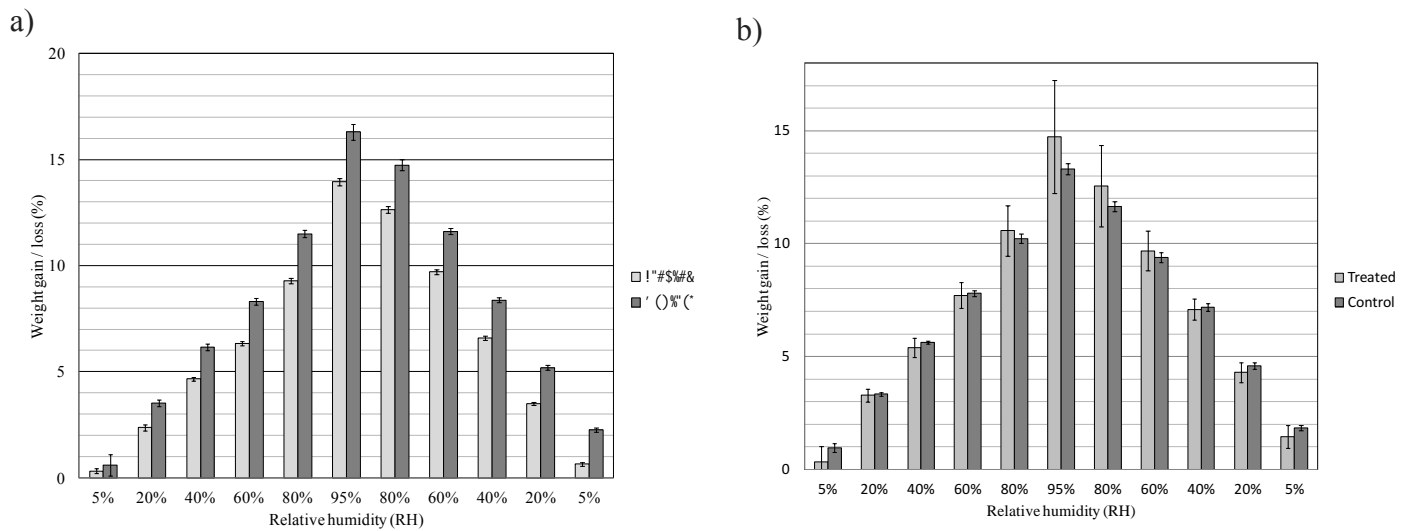 a)
20
15
10
5
0
Weight gain / loss (%)
5% 20% 40% 60% 80% 95% 80% 60% 40% 20% 5%
Relative humidity (RH)
!"#$%#&
' ()%"(*
b)
15
10
5
0
Weight gain / loss (%)
5% 20% 40% 60% 80% 95% 80% 60% 40% 20% 5%
Relative humidity (RH)
Treated
Control